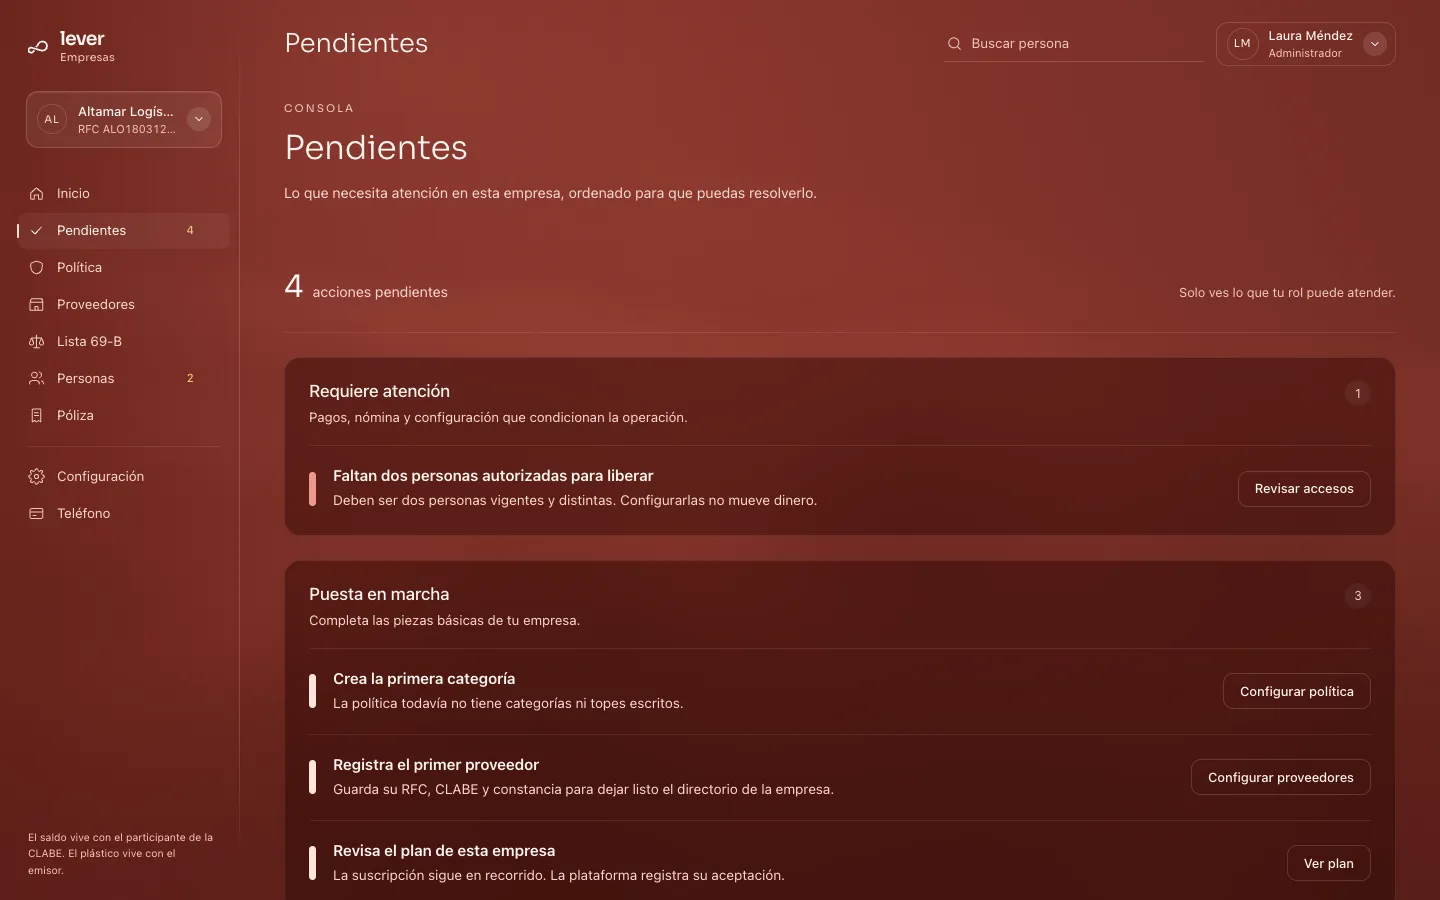 lever
Empresas
AL
Altamar Logís...
RFC ALO180312...
Inicio
Pendientes 4
Política
Proveedores
Lista 69-B
Personas 2
Póliza
Configuración
Teléfono
El saldo vive con el participante de la
CLABE. El plástico vive con el
emisor.
Pendientes
Buscar persona
LM
Laura Méndez
Administrador
CONSOLA
Pendientes
Lo que necesita atención en esta empresa, ordenado para que puedas resolverlo.
4 acciones pendientes
Solo ves lo que tu rol puede atender.
Requiere atención
1
Pagos, nómina y configuración que condicionan la operación.
Faltan dos personas autorizadas para liberar
Deben ser dos personas vigentes y distintas. Configurarlas no mueve dinero.
Revisar accesos
Puesta en marcha
3
Completa las piezas básicas de tu empresa.
Crea la primera categoría
La política todavía no tiene categorías ni topes escritos.
Configurar política
Registra el primer proveedor
Guarda su RFC, CLABE y constancia para dejar listo el directorio de la empresa.
Configurar proveedores
Revisa el plan de esta empresa
La suscripción sigue en recorrido. La plataforma registra su aceptación.
Ver plan